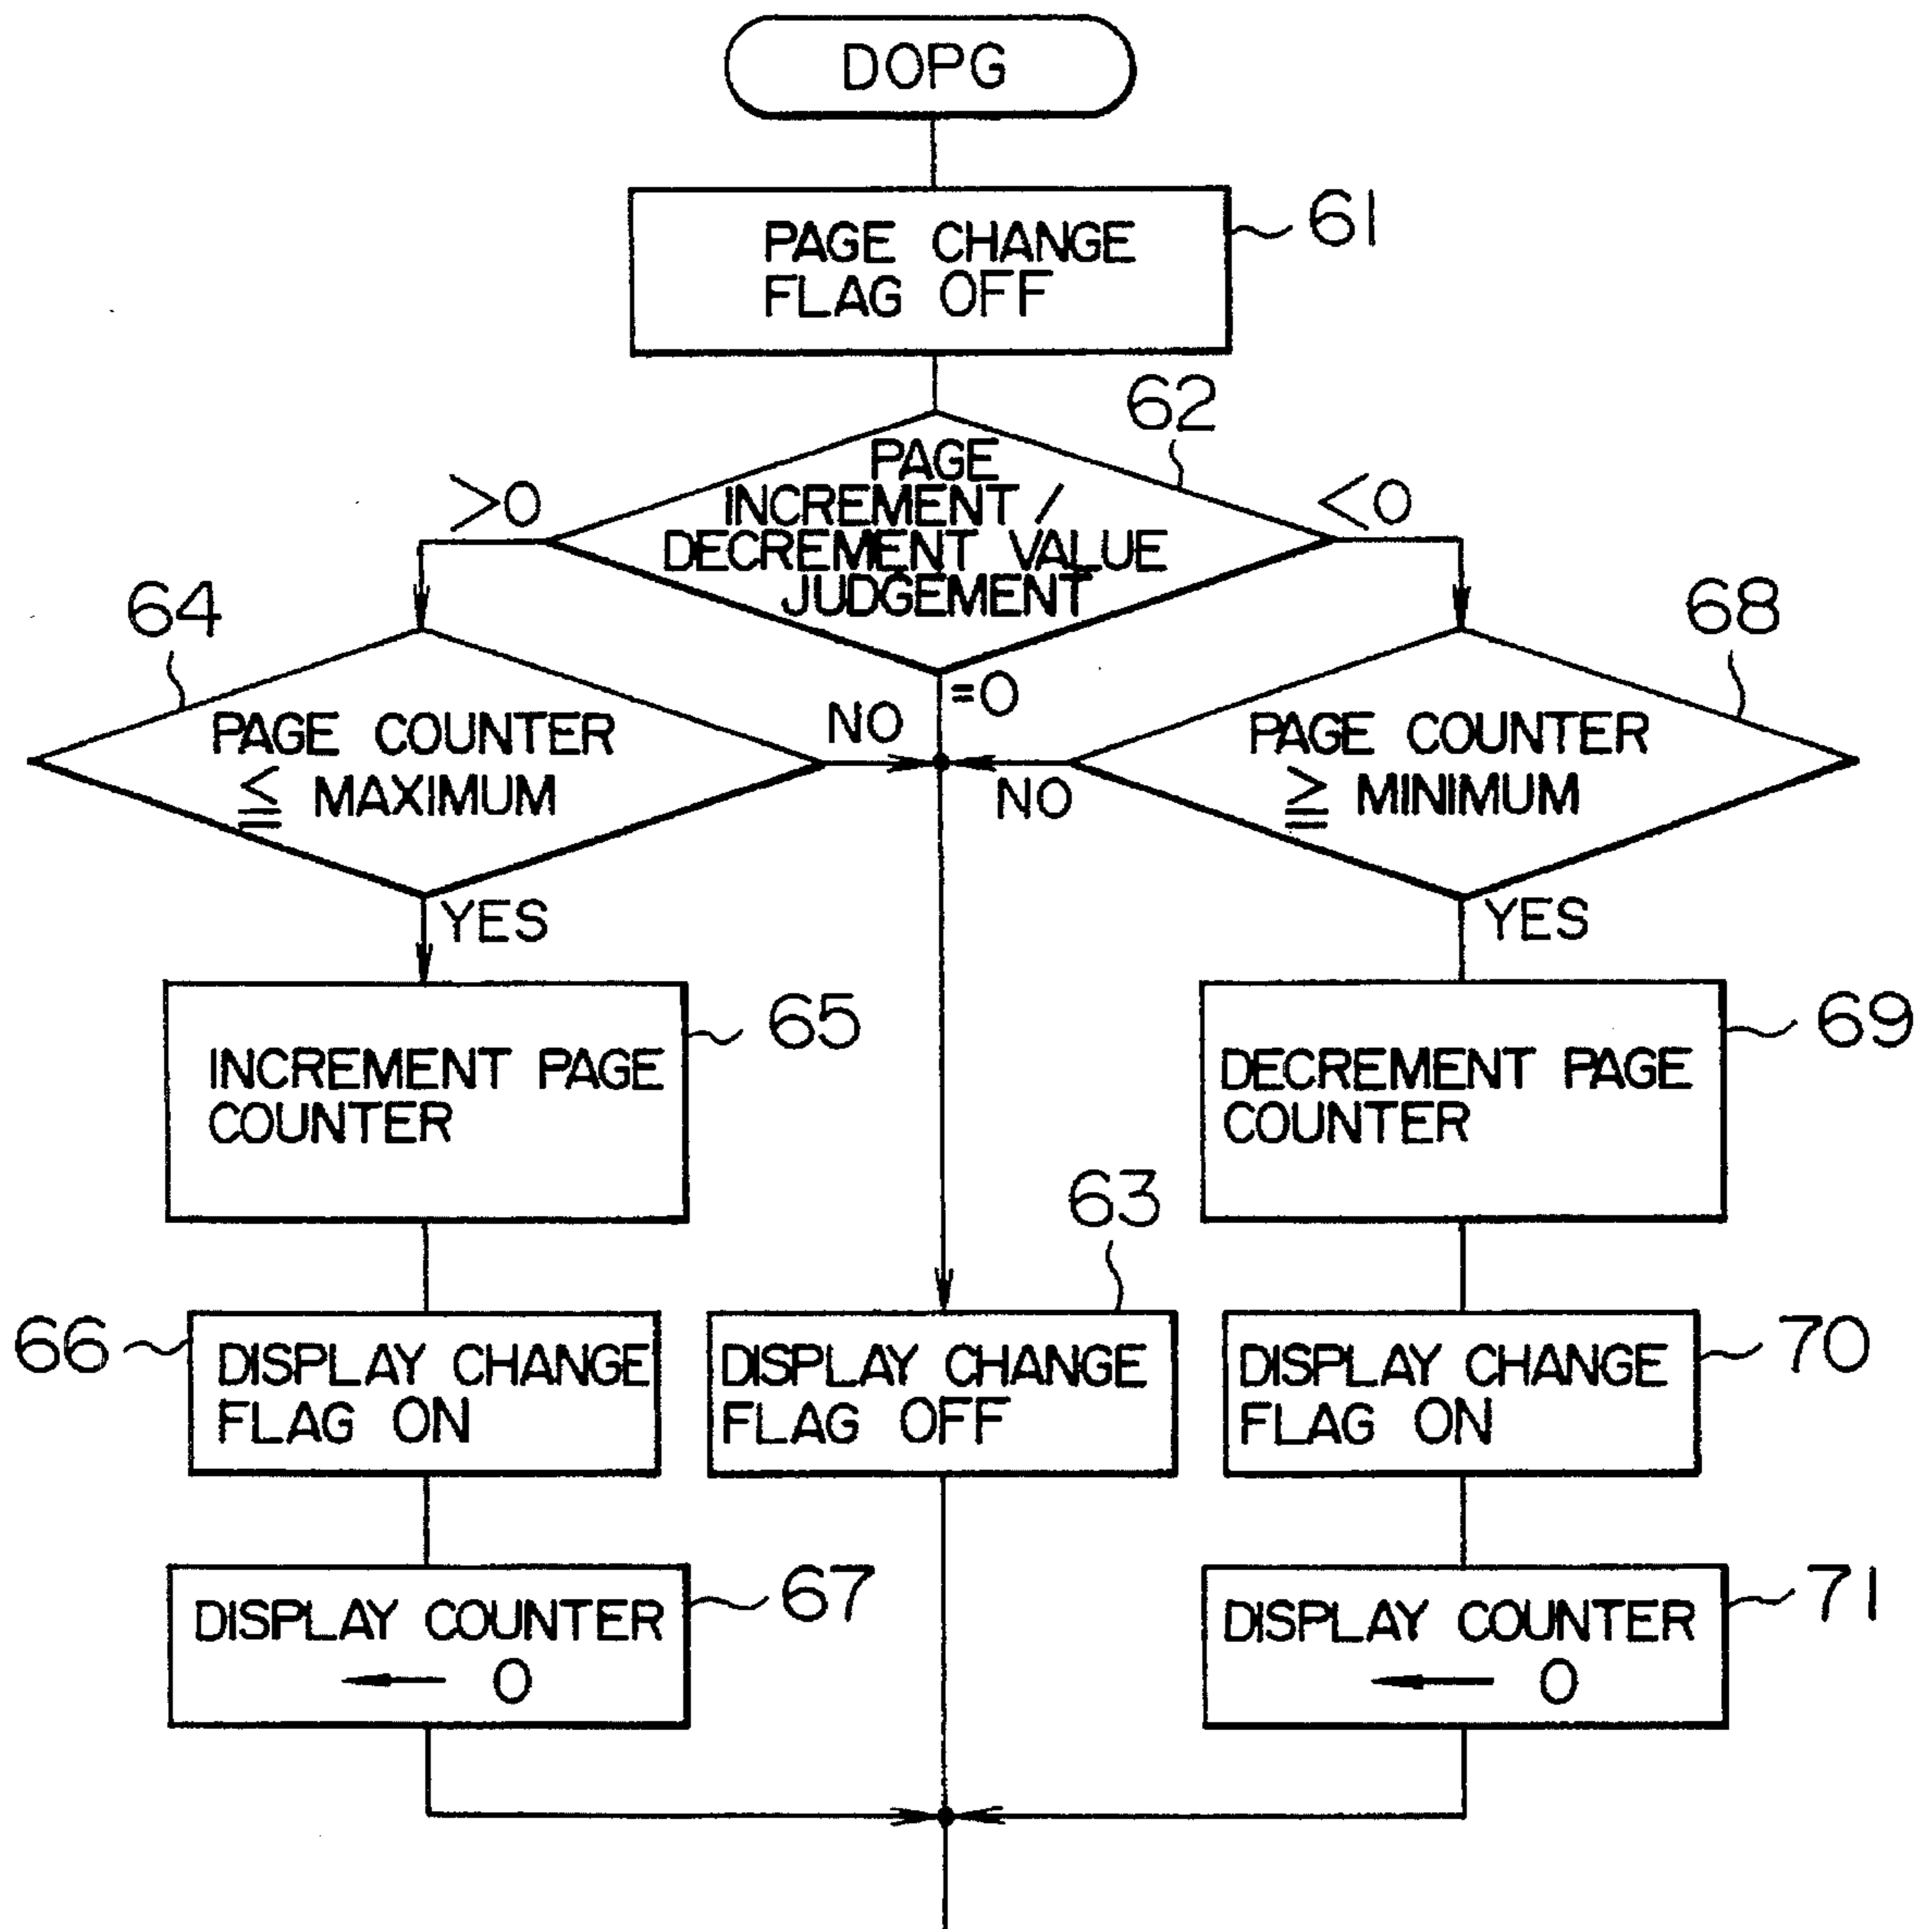 DOPG
PAGE CHANGE
FLAG OFF
61
62
PAGE
INCREMENT /
DECREMENT VALUE
JUDGEMENT
>0
<0
=0
64
PAGE COUNTER
≦ MAXIMUM
NO
YES
68
PAGE COUNTER
≧ MINIMUM
NO
YES
65
INCREMENT PAGE
COUNTER
69
DECREMENT PAGE
COUNTER
63
66
DISPLAY CHANGE
FLAG ON
DISPLAY CHANGE
FLAG OFF
DISPLAY CHANGE
FLAG ON
70
DISPLAY COUNTER
← 0
67
DISPLAY COUNTER
← 0
71